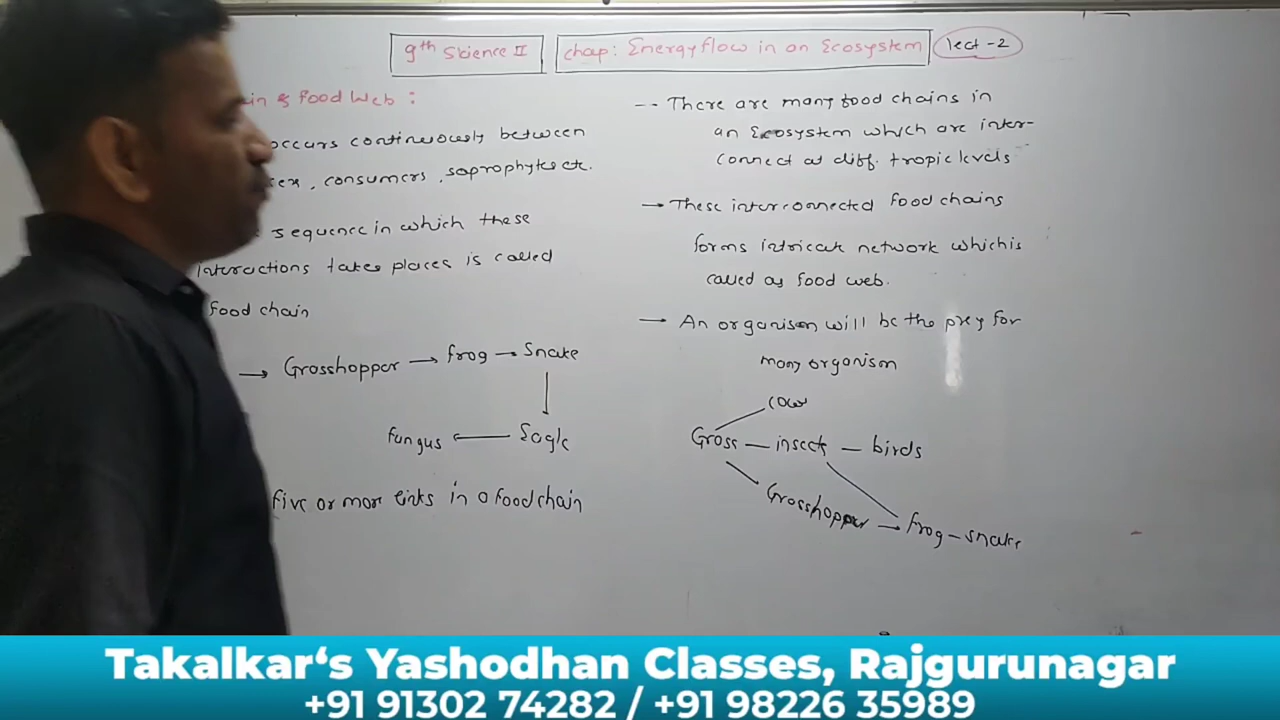 9th Science II
chap: Energy flow in an Ecosystem
lect-2
in & food Web :
occurs continuously between
, consumers, saprophytes etc.
sequence in which these
Interactions takes places is called
food chain
→ Grosshopper → frog → Snake
fungus ← Eagle
five or more links in a food chain
-- There are many food chains in
an Ecosystem which are inter-
connect at diff. tropic levels
→ These interconnected food chains
forms intricate network which is
called as food web.
→ An organism will be the prey for
many organism
cow
Grass — insects — birds
Grosshopper → frog – snake
Takalkar‘s Yashodhan Classes, Rajgurunagar
+91 91302 74282 / +91 98226 35989